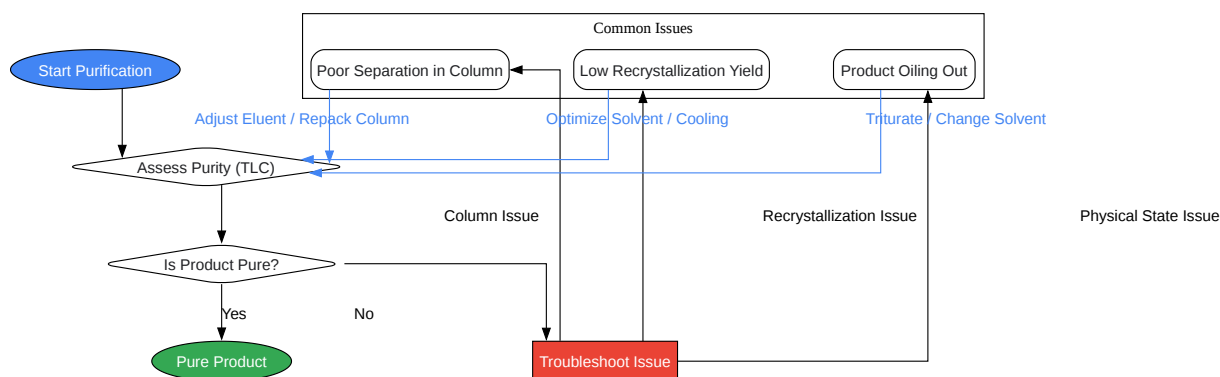 Common Issues
Start Purification
Poor Separation in Column
Low Recrystallization Yield
Product Oiling Out
Adjust Eluent / Repack Column
Optimize Solvent / Cooling
Triturate / Change Solvent
Assess Purity (TLC)
Column Issue
Recrystallization Issue
Physical State Issue
Is Product Pure?
Yes
No
Pure Product
Troubleshoot Issue